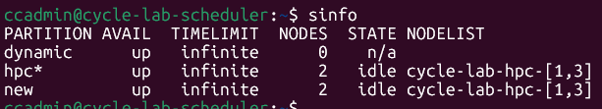 ccadmin@cycle-lab-scheduler:~$ sinfo
PARTITION AVAIL  TIMELIMIT  NODES  STATE NODELIST
dynamic      up   infinite      0    n/a
hpc*         up   infinite      2   idle cycle-lab-hpc-[1,3]
new          up   infinite      2   idle cycle-lab-hpc-[1,3]
ccadmin@cycle-lab-scheduler:~$